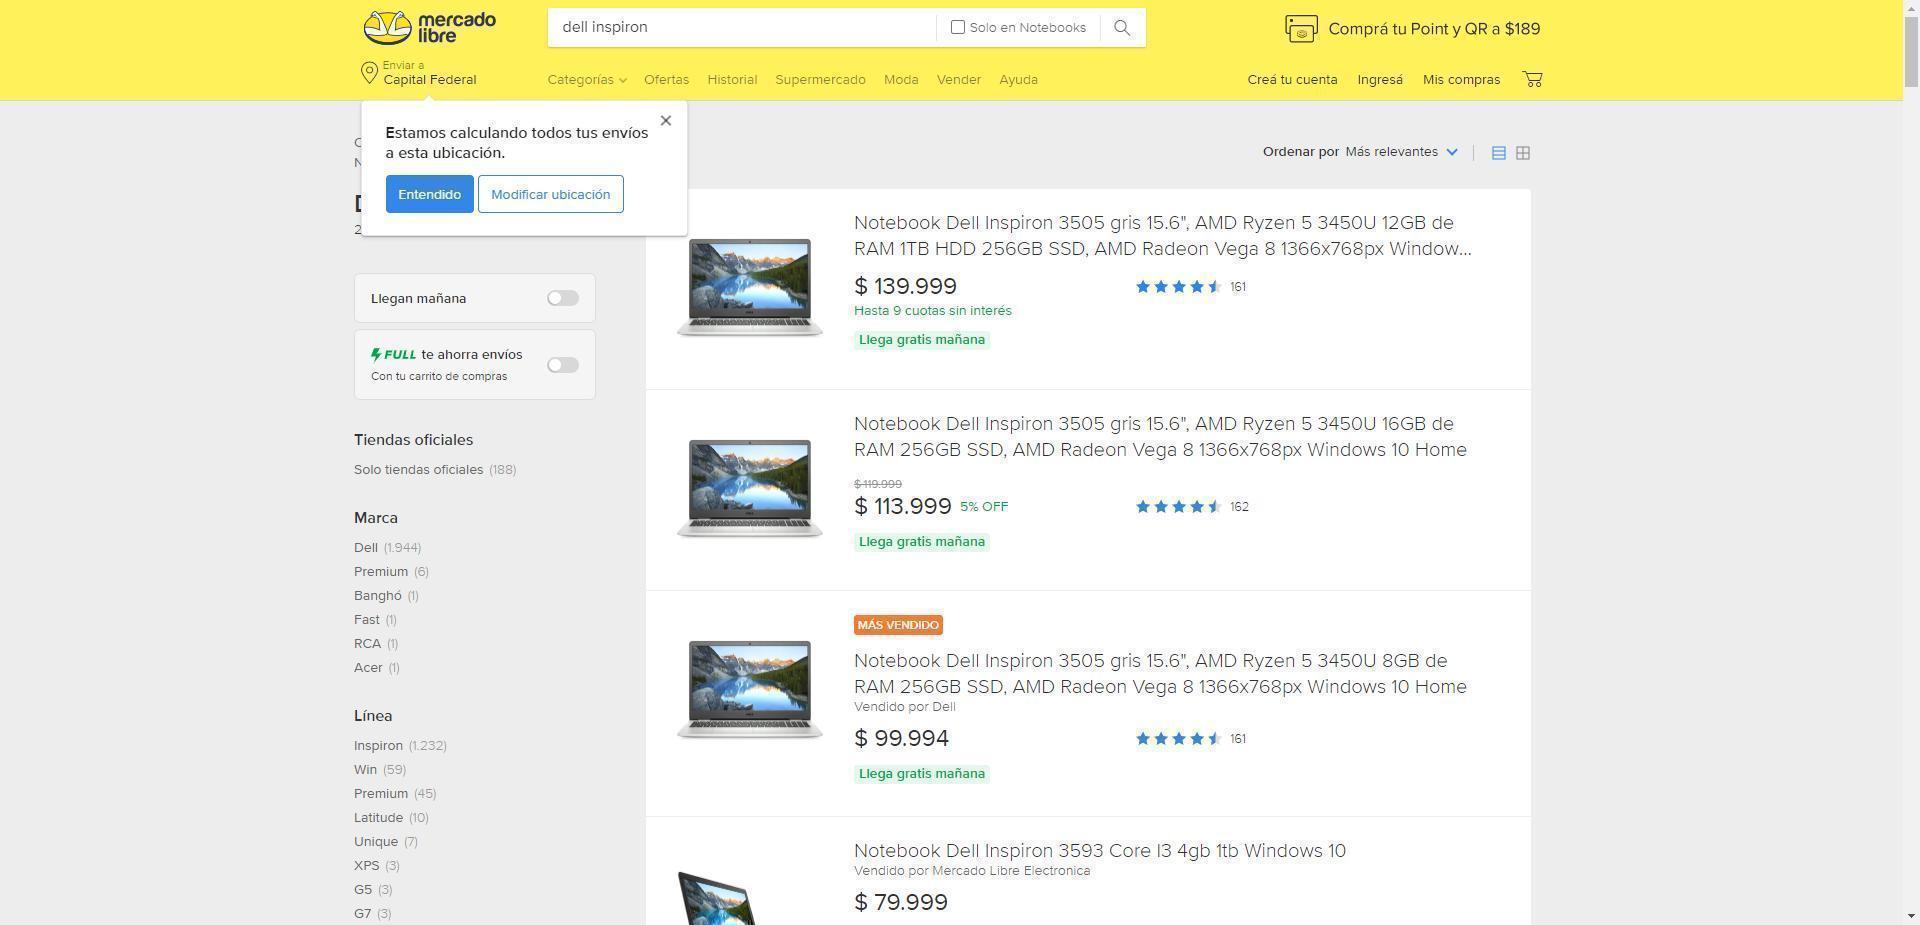 mercado
libre
dell inspiron
Solo en Notebooks
Comprá tu Point y QR a $189
Enviar a
Capital Federal
Categorías
Ofertas
Historial
Supermercado
Moda
Vender
Ayuda
Creá tu cuenta
Ingresá
Mis compras
Estamos calculando todos tus envíos
a esta ubicación.
Entendido
Modificar ubicación
Ordenar por Más relevantes
Llegan mañana
FULL te ahorra envíos
Con tu carrito de compras
Tiendas oficiales
Solo tiendas oficiales (188)
Marca
Dell (1.944)
Premium (6)
Banghó (1)
Fast (1)
RCA (1)
Acer (1)
Línea
Inspiron (1.232)
Win (59)
Premium (45)
Latitude (10)
Unique (7)
XPS (3)
G5 (3)
G7 (3)
Notebook Dell Inspiron 3505 gris 15.6", AMD Ryzen 5 3450U 12GB de
RAM 1TB HDD 256GB SSD, AMD Radeon Vega 8 1366x768px Window...
$ 139.999
161
Hasta 9 cuotas sin interés
Llega gratis mañana
Notebook Dell Inspiron 3505 gris 15.6", AMD Ryzen 5 3450U 16GB de
RAM 256GB SSD, AMD Radeon Vega 8 1366x768px Windows 10 Home
$ 119.999
$ 113.999 5% OFF
162
Llega gratis mañana
MÁS VENDIDO
Notebook Dell Inspiron 3505 gris 15.6", AMD Ryzen 5 3450U 8GB de
RAM 256GB SSD, AMD Radeon Vega 8 1366x768px Windows 10 Home
Vendido por Dell
$ 99.994
161
Llega gratis mañana
Notebook Dell Inspiron 3593 Core I3 4gb 1tb Windows 10
Vendido por Mercado Libre Electronica
$ 79.999